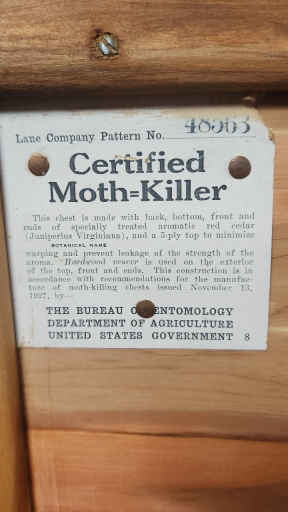 Lane Company Pattern No. 48563
Certified
Moth=Killer
This chest is made with back, bottom, front and
ends of specially treated aromatic red cedar
(Juniperus Virginiana), and a 3-ply top to minimize
BOTANICAL NAME
warping and prevent leakage of the strength of the
aroma. Hardwood veneer is used on the exterior
of the top, front and ends. This construction is in
accordance with recommendations for the manufac-
ture of moth-killing chests issued November 13,
1927, by—
THE BUREAU OF ENTOMOLOGY
DEPARTMENT OF AGRICULTURE
UNITED STATES GOVERNMENT 8